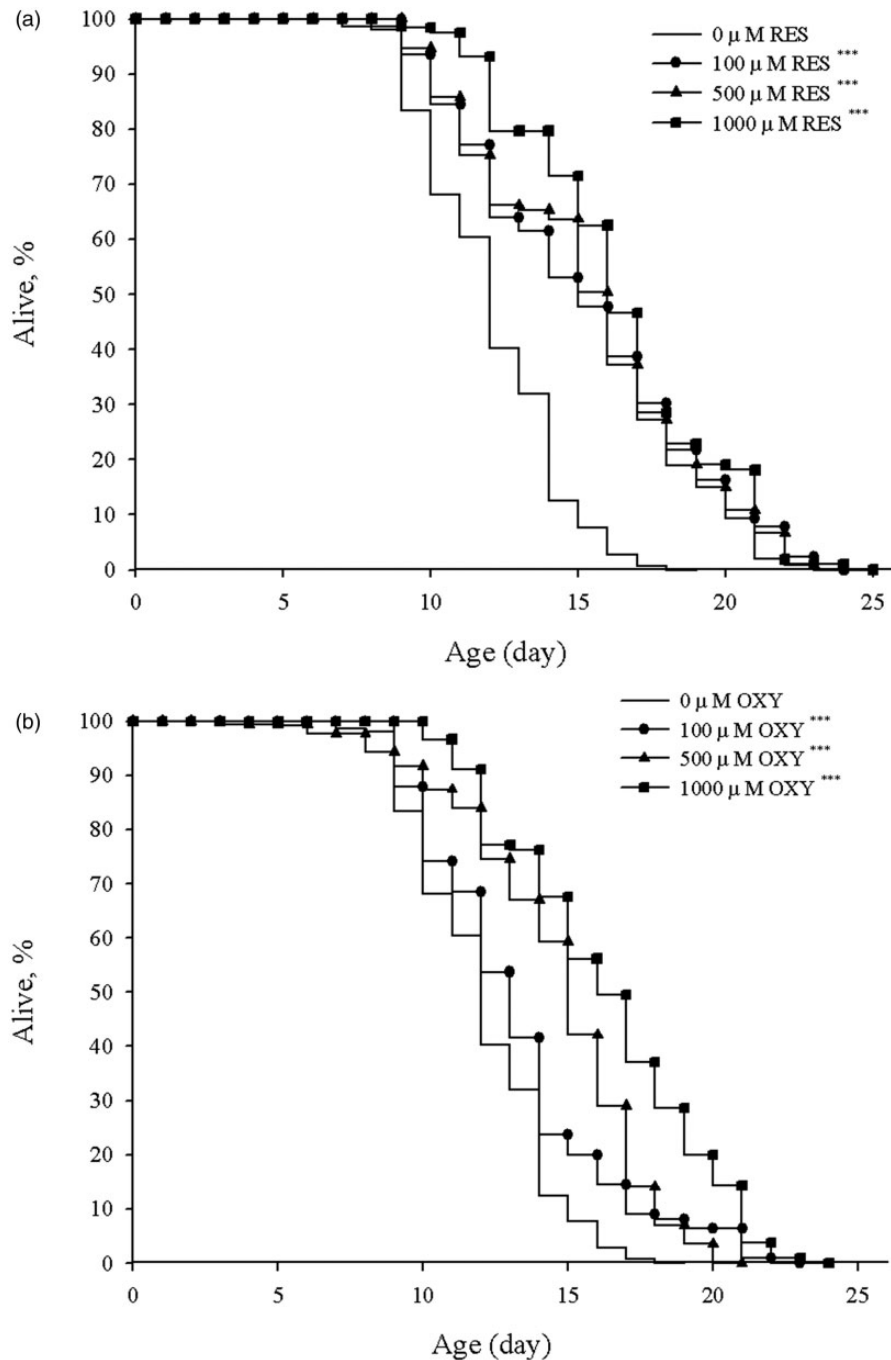 (a)
0 μ M RES
100 μ M RES ***
500 μ M RES ***
1000 μ M RES ***
100
90
80
70
60
50
40
30
20
10
0
Alive, %
0 5 10 15 20 25
Age (day)
(b)
0 μ M OXY
100 μ M OXY ***
500 μ M OXY ***
1000 μ M OXY ***
100
90
80
70
60
50
40
30
20
10
0
Alive, %
0 5 10 15 20 25
Age (day)